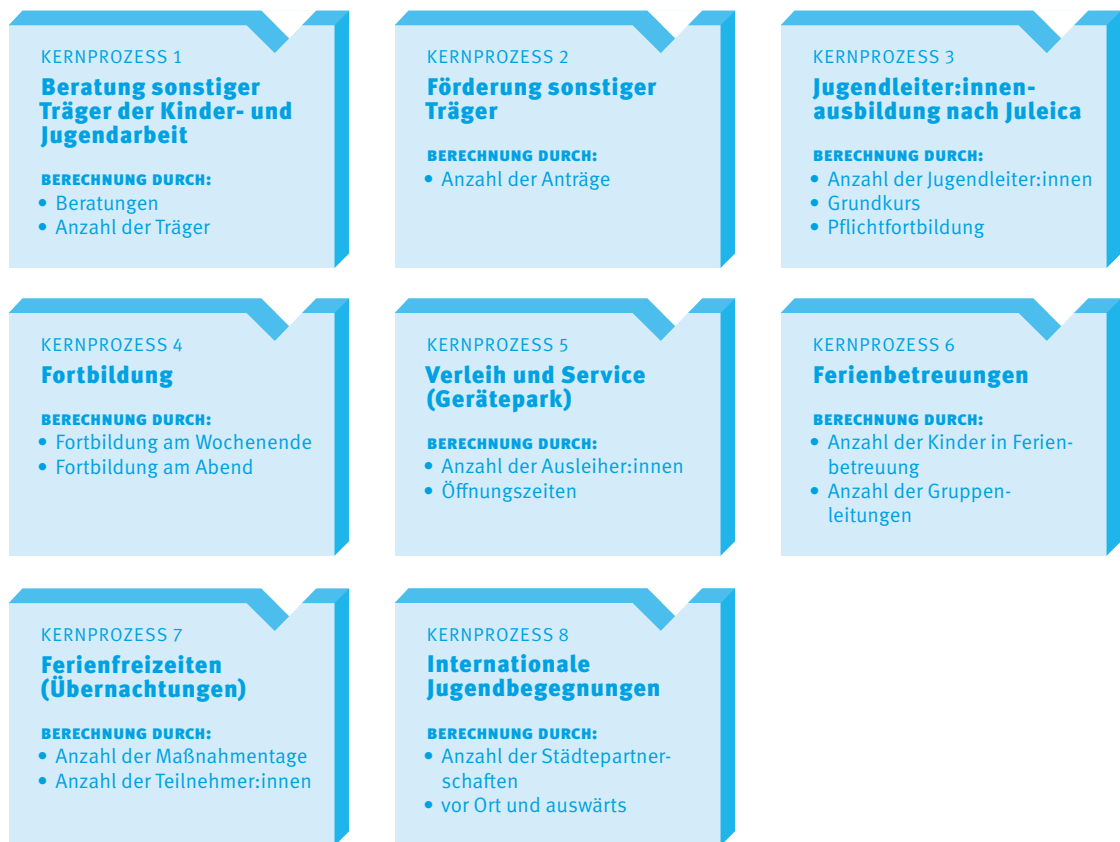 KERNPROZESS 1
Beratung sonstiger
Träger der Kinder- und
Jugendarbeit
BERECHNUNG DURCH:
• Beratungen
• Anzahl der Träger
KERNPROZESS 2
Förderung sonstiger
Träger
BERECHNUNG DURCH:
• Anzahl der Anträge
KERNPROZESS 3
Jugendleiter:innen-
ausbildung nach Juleica
BERECHNUNG DURCH:
• Anzahl der Jugendleiter:innen
• Grundkurs
• Pflichtfortbildung
KERNPROZESS 4
Fortbildung
BERECHNUNG DURCH:
• Fortbildung am Wochenende
• Fortbildung am Abend
KERNPROZESS 5
Verleih und Service
(Gerätepark)
BERECHNUNG DURCH:
• Anzahl der Ausleiher:innen
• Öffnungszeiten
KERNPROZESS 6
Ferienbetreuungen
BERECHNUNG DURCH:
• Anzahl der Kinder in Ferien-
betreuung
• Anzahl der Gruppen-
leitungen
KERNPROZESS 7
Ferienfreizeiten
(Übernachtungen)
BERECHNUNG DURCH:
• Anzahl der Maßnahmentage
• Anzahl der Teilnehmer:innen
KERNPROZESS 8
Internationale
Jugendbegegnungen
BERECHNUNG DURCH:
• Anzahl der Städtepartner-
schaften
• vor Ort und auswärts